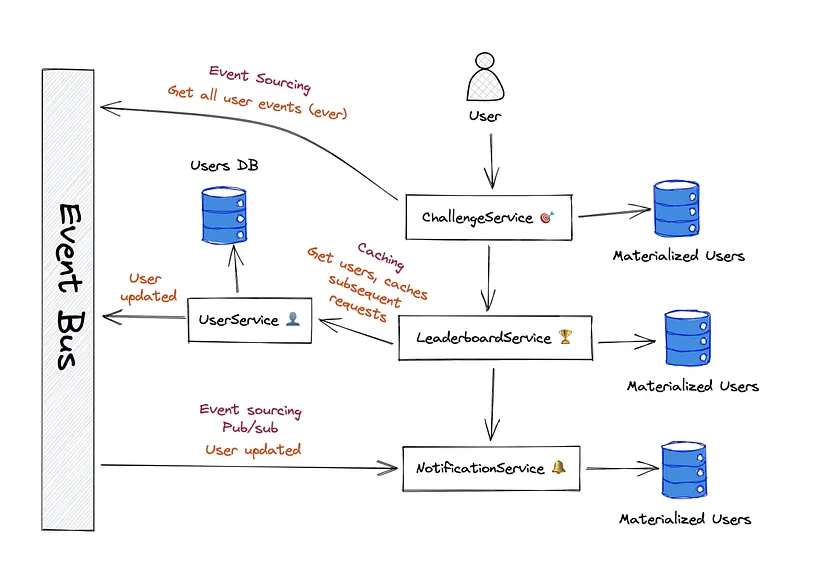 Event Sourcing
Get all user events (ever)
User
Users DB
ChallengeService
Materialized Users
Event Bus
Caching
Get users, caches
subsequent
requests
User
updated
UserService
LeaderboardService
Materialized Users
Event sourcing
Pub/sub
User updated
NotificationService
Materialized Users